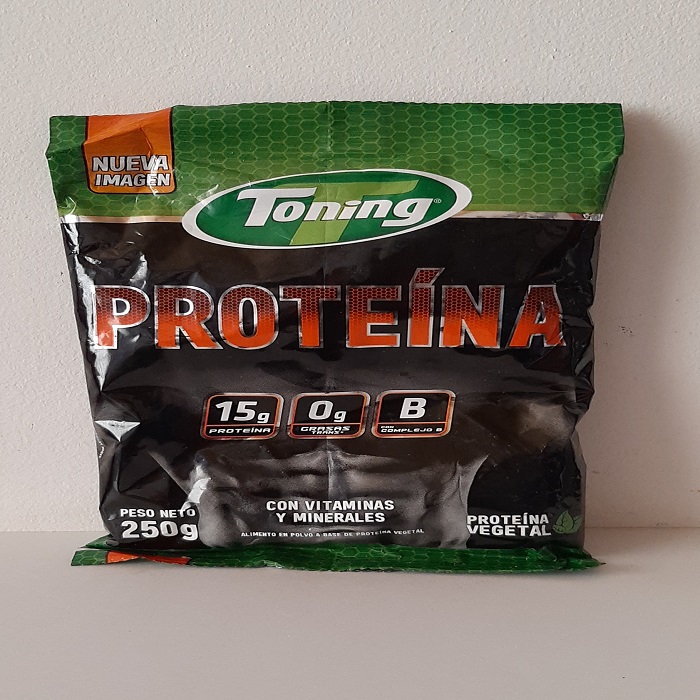 NUEVA
IMAGEN
Toning®
PROTEÍNA
15g
PROTEÍNA
0g
GRASAS
TRANS*
B
CON
COMPLEJO B
PESO NETO
250g
CON VITAMINAS
Y MINERALES
ALIMENTO EN POLVO A BASE DE PROTEÍNA VEGETAL
PROTEÍNA
VEGETAL